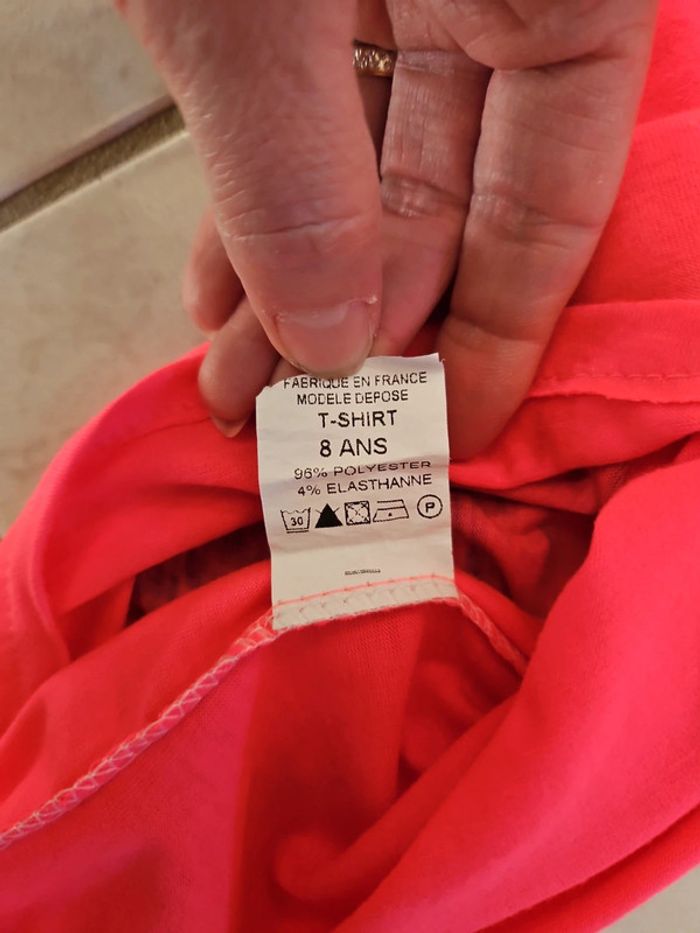 FABRIQUE EN FRANCE
MODELE DEPOSE
T-SHIRT
8 ANS
96% POLYESTER
4% ELASTHANNE
30 P